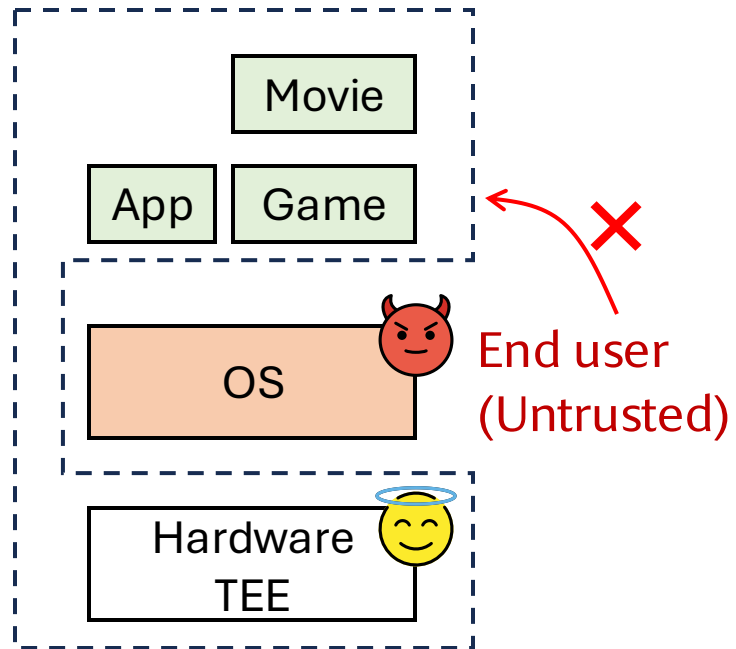 Movie
App
Game
OS
End user
(Untrusted)
Hardware
TEE